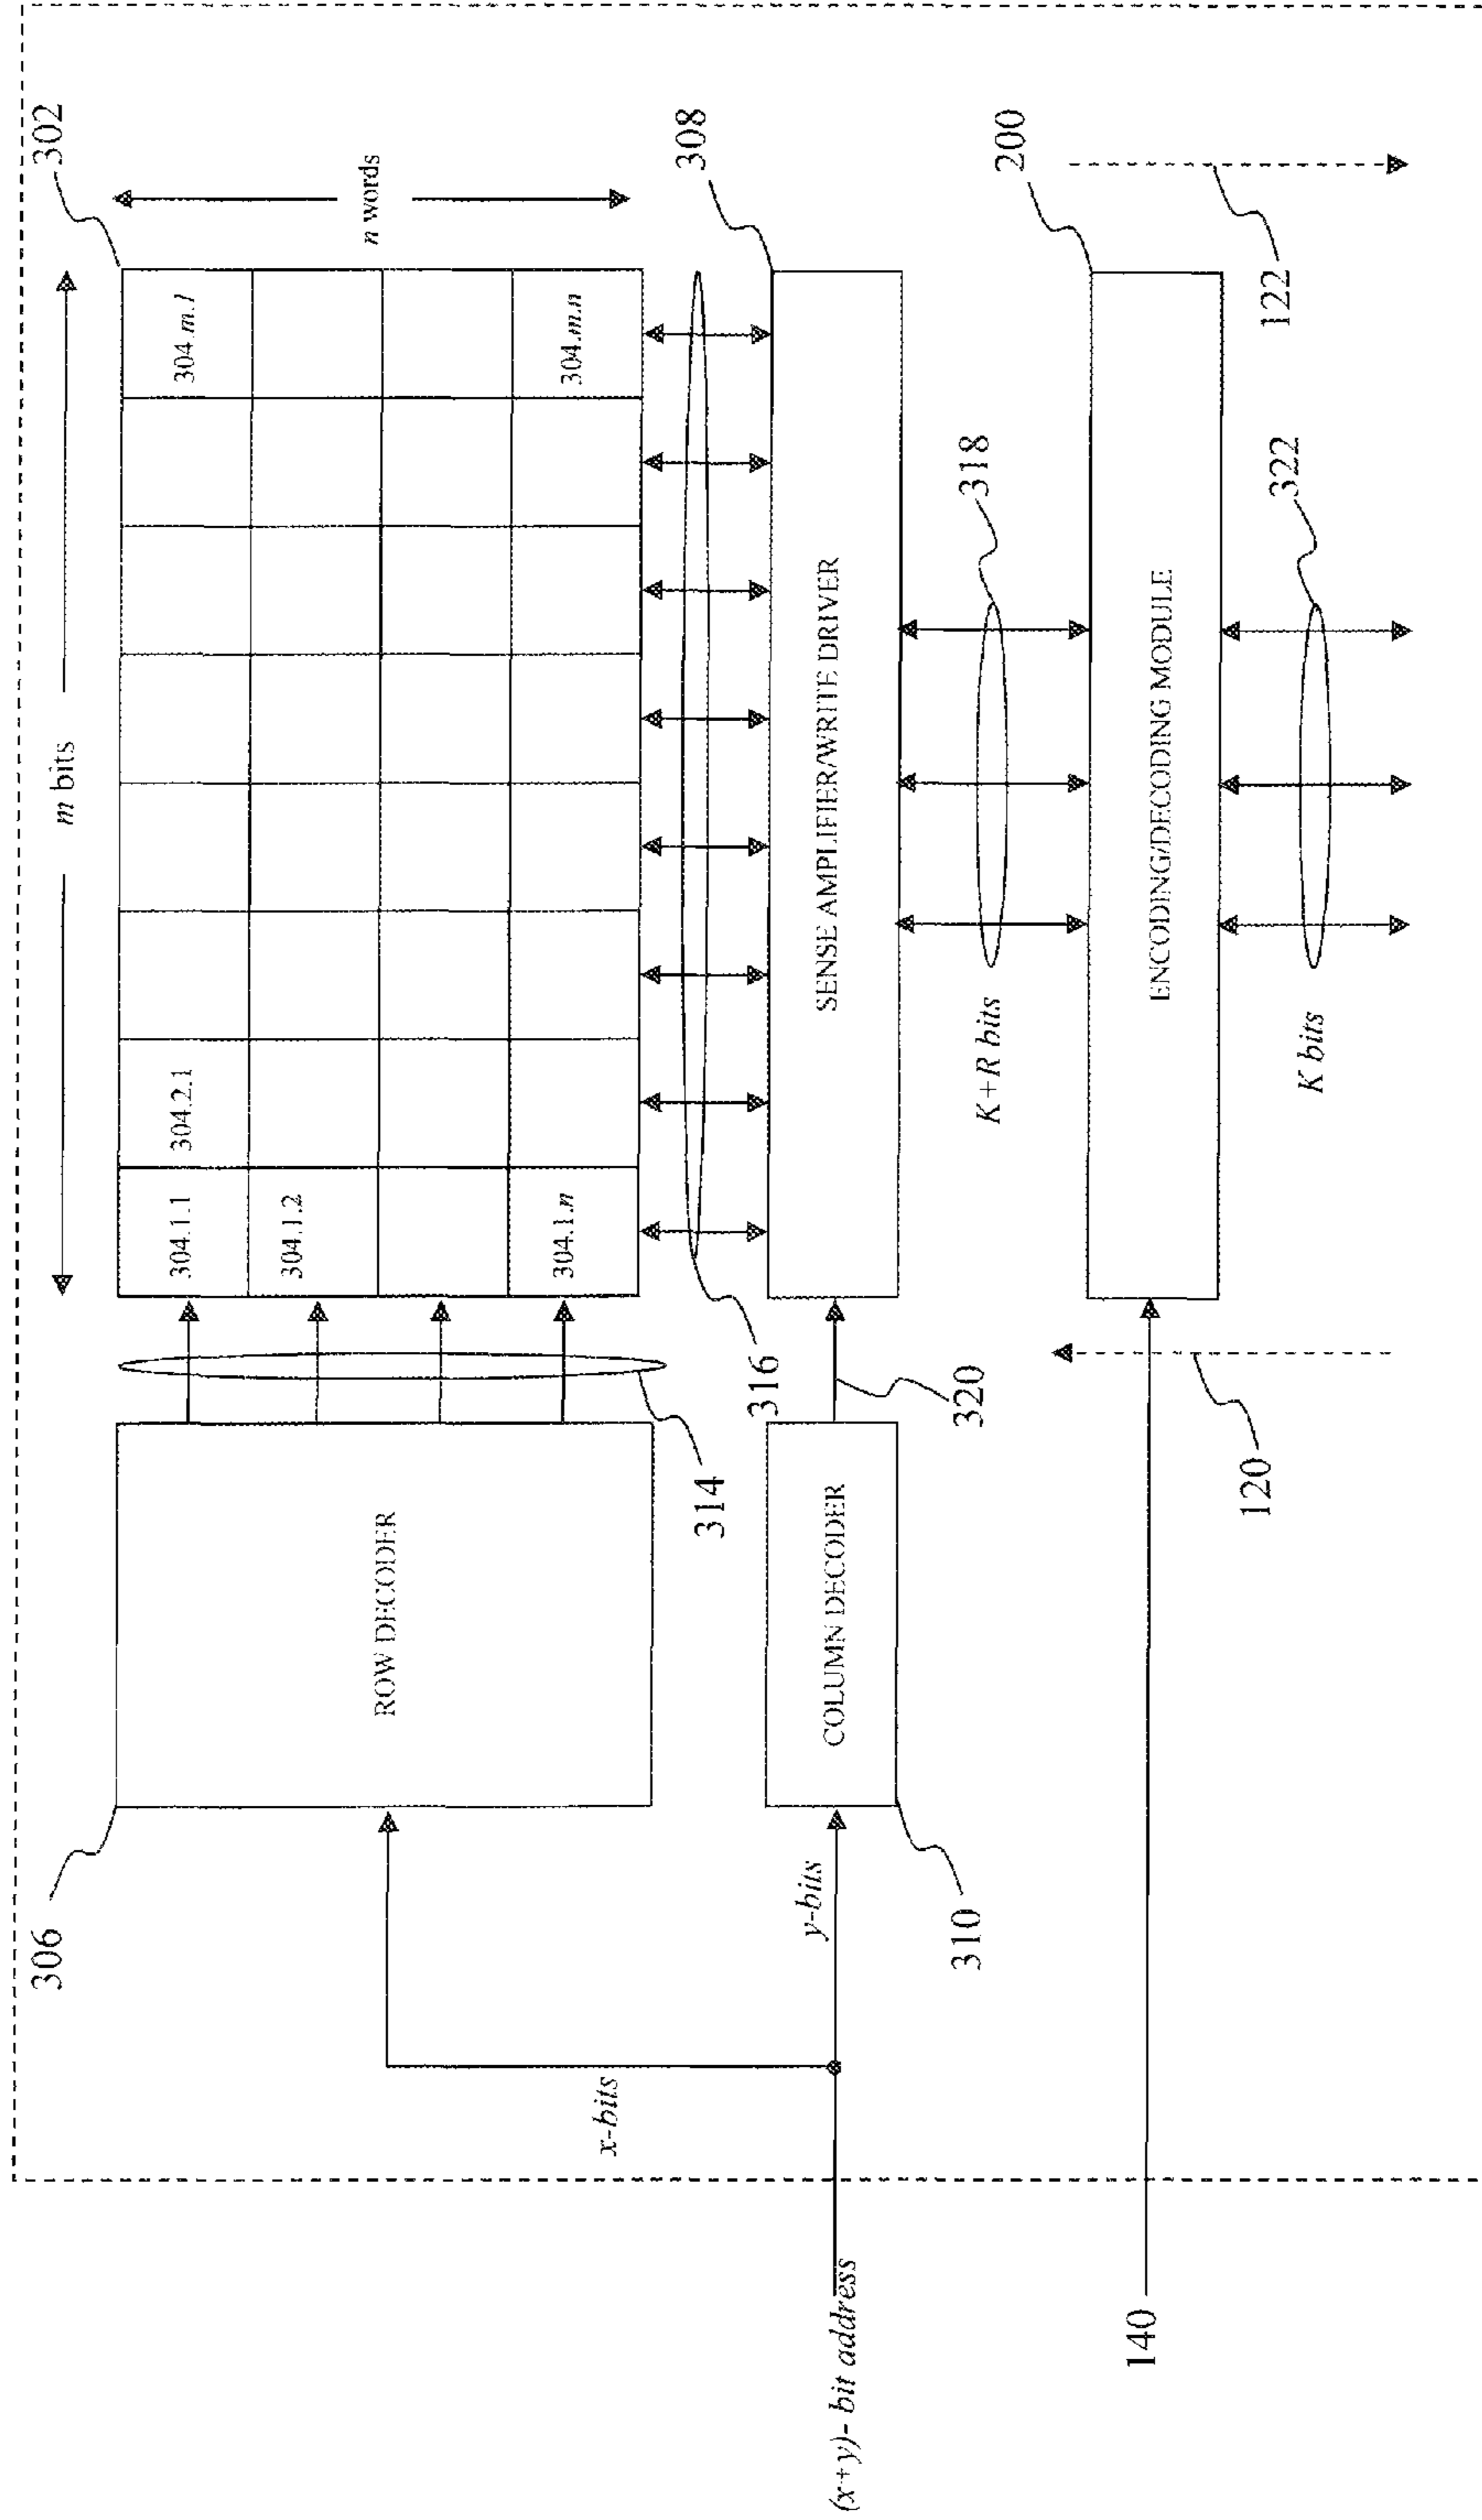 302
m bits
n words
304.1.1
304.2.1
304.m.1
304.1.2
304.1.n
304.m.n
306
ROW DECODER
314
316
308
SENSE AMPLIFIER/WRITE DRIVER
COLUMN DECODER
310
320
x-bits
y-bits
(x+y)- bit address
K+R bits
318
200
ENCODING/DECODING MODULE
140
120
122
K bits
322